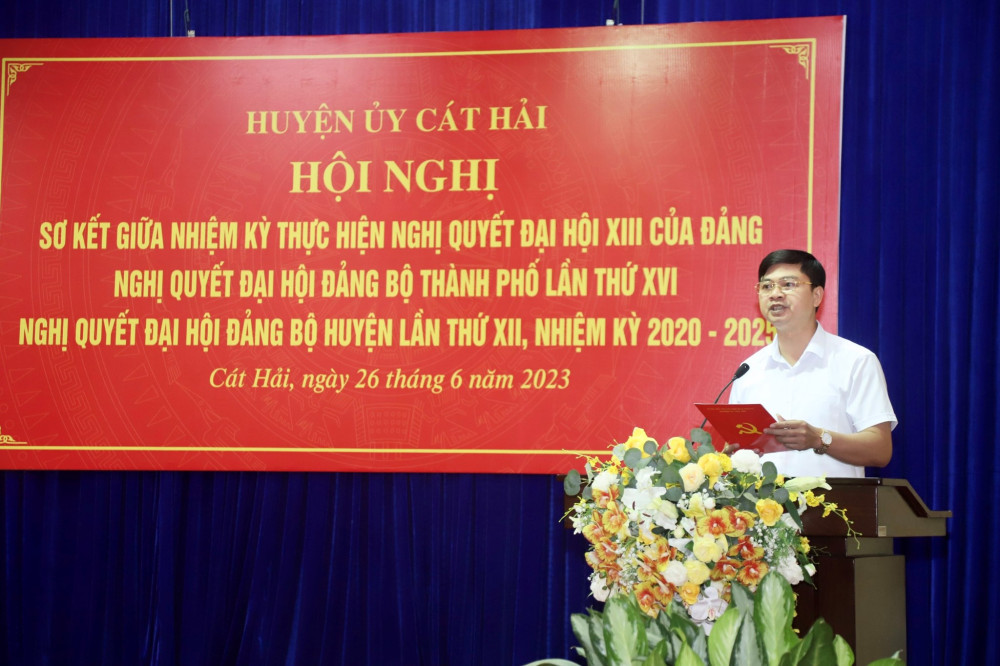 HUYỆN ỦY CÁT HẢI
HỘI NGHỊ
SƠ KẾT GIỮA NHIỆM KỲ THỰC HIỆN NGHỊ QUYẾT ĐẠI HỘI XIII CỦA ĐẢNG
NGHỊ QUYẾT ĐẠI HỘI ĐẢNG BỘ THÀNH PHỐ LẦN THỨ XVI
NGHỊ QUYẾT ĐẠI HỘI ĐẢNG BỘ HUYỆN LẦN THỨ XII, NHIỆM KỲ 2020 - 2025
Cát Hải, ngày 26 tháng 6 năm 2023